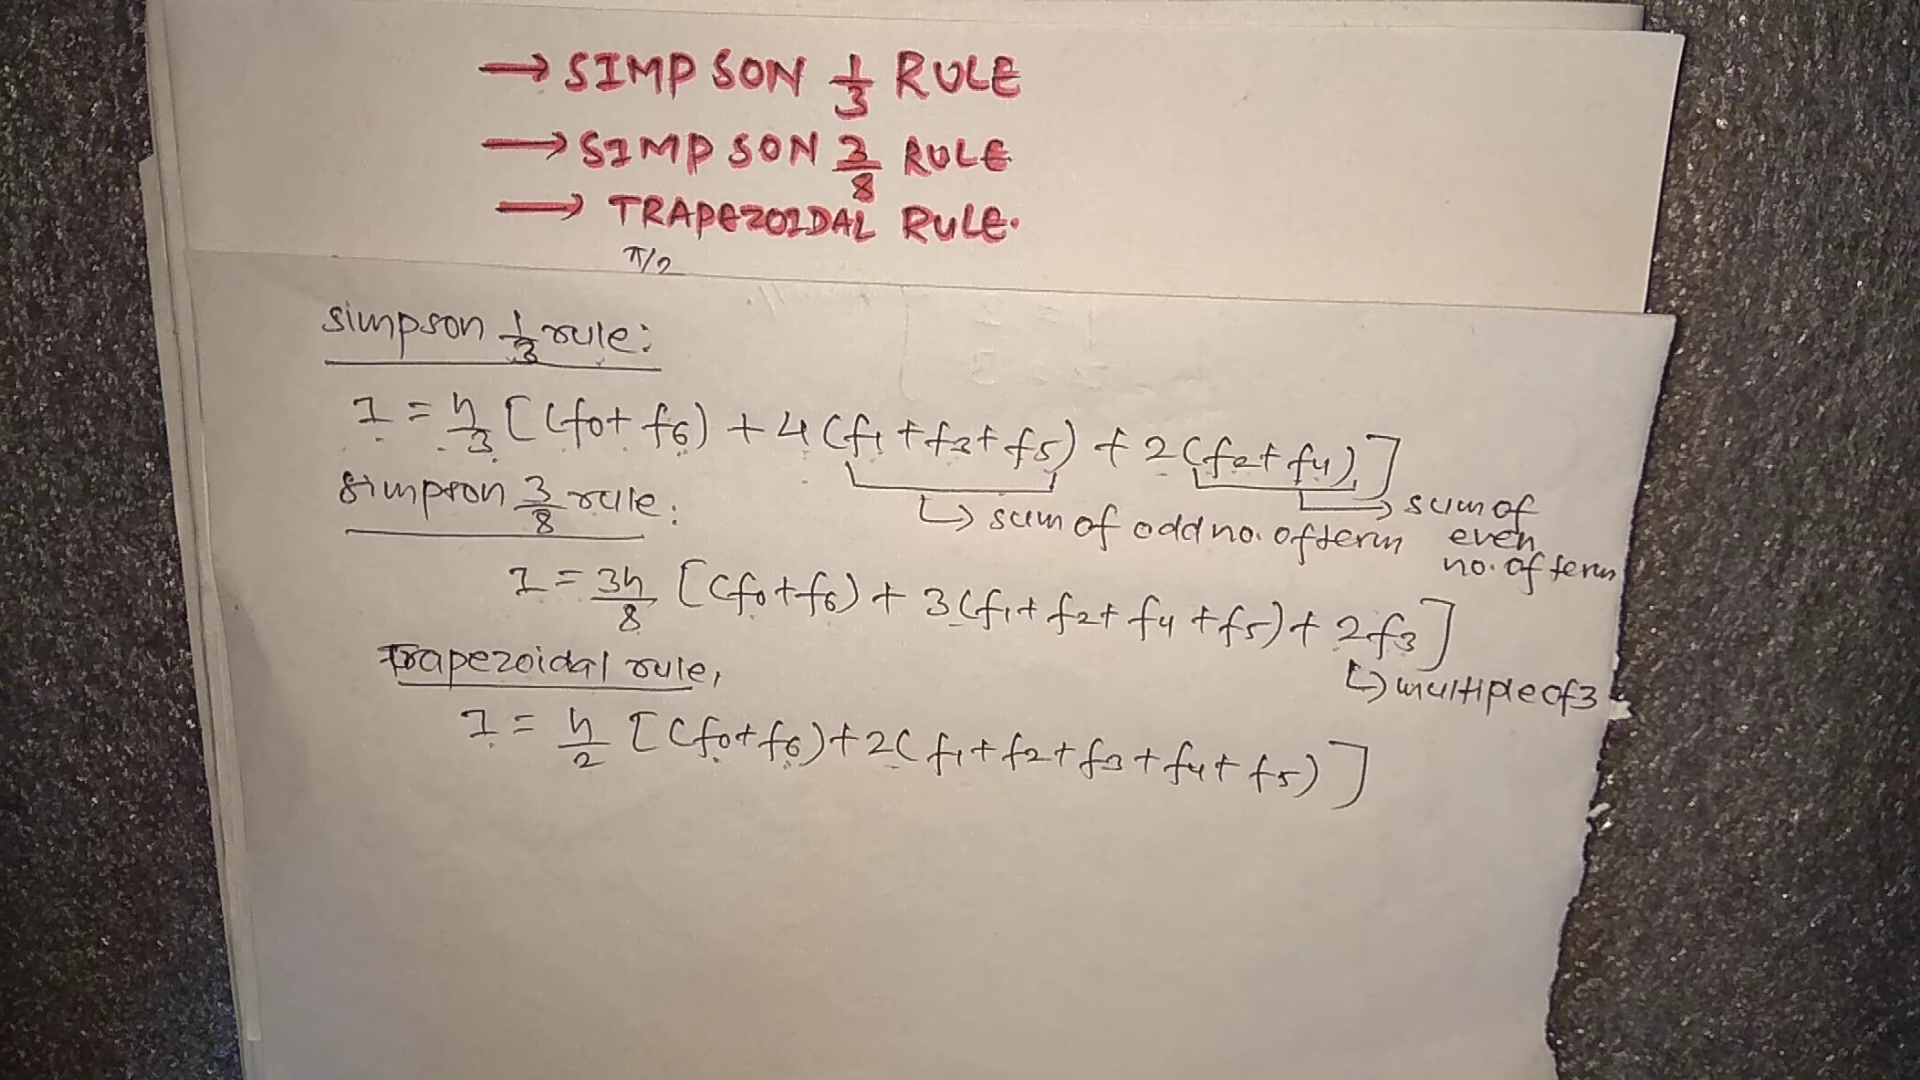 → SIMPSON 1/3 RULE
→ SIMPSON 3/8 RULE
→ TRAPEZOIDAL RULE.
π/2
simpson 1/3 rule:
I = h/3 [(f0+ f6) + 4(f1 + f3+ f5) + 2(f2+ f4)]
↳ sum of odd no. of term
→ sum of even no. of term
simpson 3/8 rule:
I = 3h/8 [(f0+f6) + 3(f1+ f2+ f4 +f5)+ 2f3]
↳ multiple of 3
Trapezoidal rule,
I = h/2 [(f0+f6)+2(f1+f2+f3+f4+f5)]